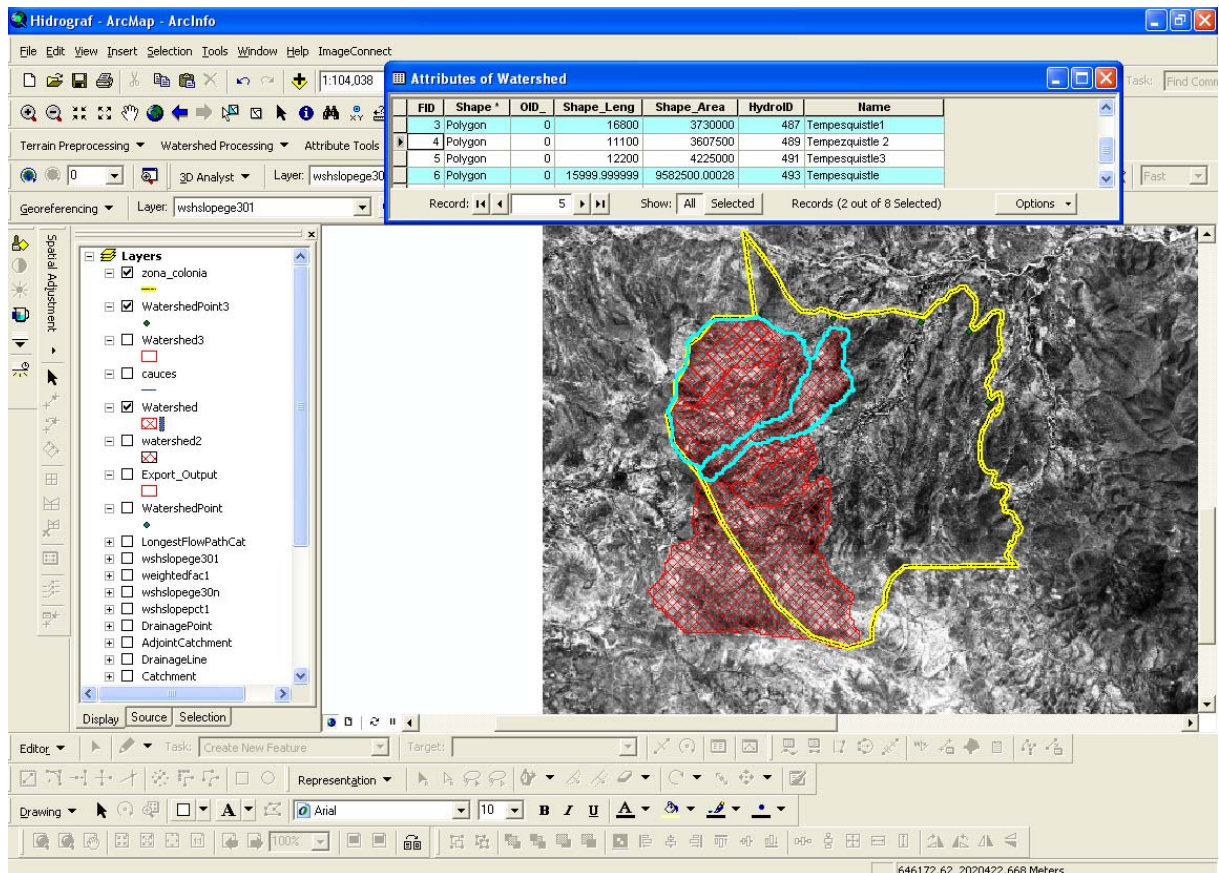 Hidrograf - ArcMap - ArcInfo
File Edit View Insert Selection Tools Window Help ImageConnect
1:104,038
Task: Find Comm
Terrain Preprocessing Watershed Processing Attribute Tools
0 3D Analyst Layer: wshslopege30 Fast
Georeferencing Layer: wshslopege301
Attributes of Watershed
FID Shape * OID_ Shape_Leng Shape_Area HydroID Name
3 Polygon 0 16800 3730000 487 Tempesquistle1
4 Polygon 0 11100 3607500 489 Tempezquistle 2
5 Polygon 0 12200 4225000 491 Tempesquistle3
6 Polygon 0 15999.999999 9582500.00028 493 Tempesquistle
Record: 5 Show: All Selected Records (2 out of 8 Selected) Options
Spatial Adjustment
Layers
zona_colonia
WatershedPoint3
Watershed3
cauces
Watershed
watershed2
Export_Output
WatershedPoint
LongestFlowPathCat
wshslopege301
weightedfac1
wshslopege30n
wshslopepct1
DrainagePoint
AdjointCatchment
DrainageLine
Catchment
Display Source Selection
Editor Task: Create New Feature Target:
Representation
Drawing A Arial 10 B I U A
100%
646172.62 2020422.668 Meters